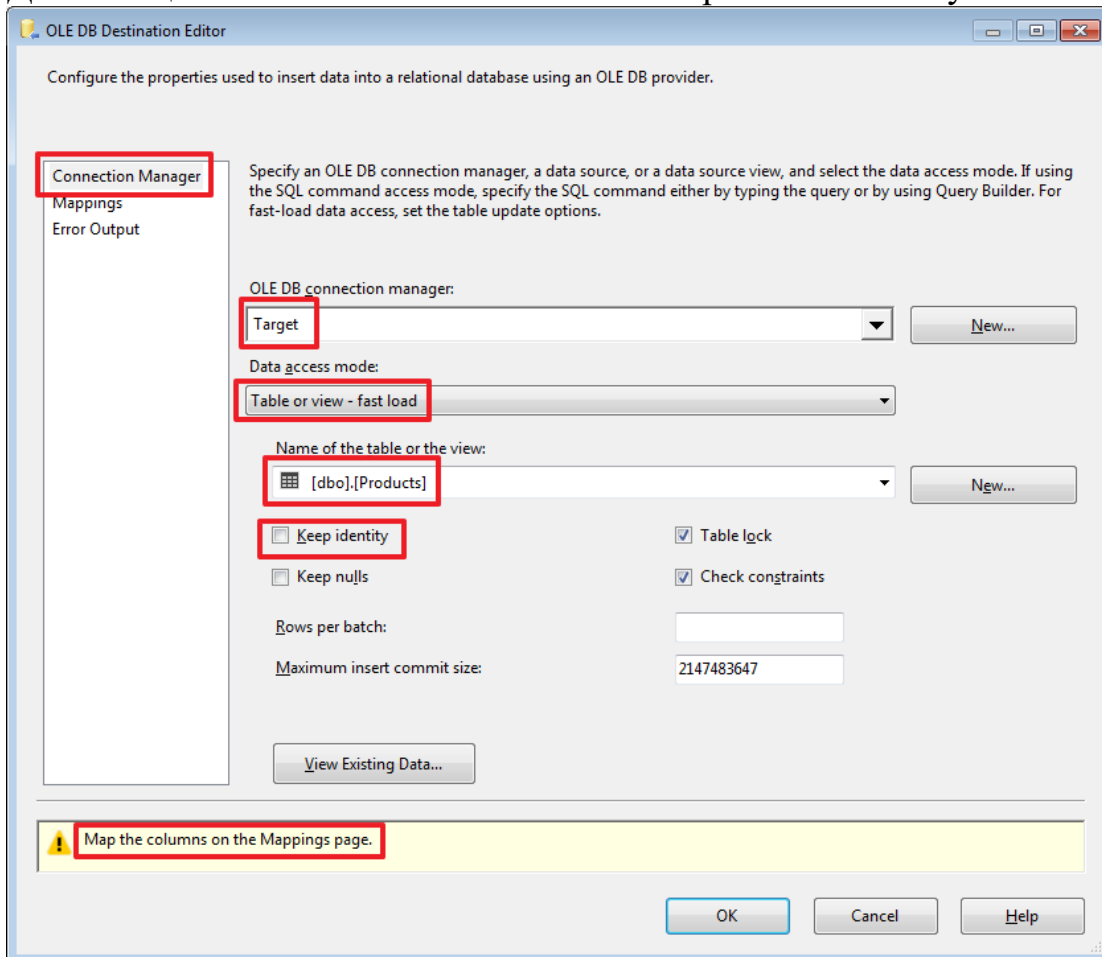 OLE DB Destination Editor
Configure the properties used to insert data into a relational database using an OLE DB provider.
Connection Manager
Mappings
Error Output
Specify an OLE DB connection manager, a data source, or a data source view, and select the data access mode. If using
the SQL command access mode, specify the SQL command either by typing the query or by using Query Builder. For
fast-load data access, set the table update options.
OLE DB connection manager:
Target
New...
Data access mode:
Table or view - fast load
Name of the table or the view:
[dbo].[Products]
New...
Keep identity
Table lock
Keep nulls
Check constraints
Rows per batch:
Maximum insert commit size:
2147483647
View Existing Data...
Map the columns on the Mappings page.
OK
Cancel
Help